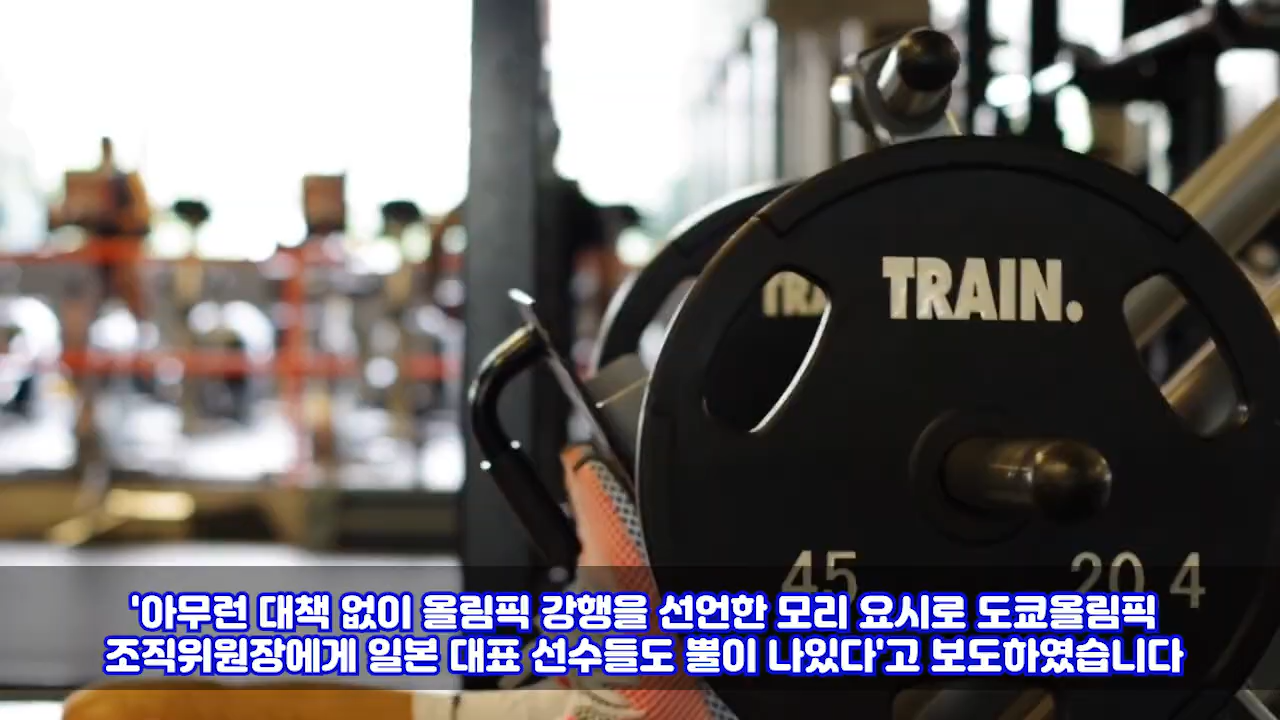 TRAIN.
TRA
45
20.4
'아무런 대책 없이 올림픽 강행을 선언한 모리 요시로 도쿄올림픽
조직위원장에게 일본 대표 선수들도 뿔이 나있다'고 보도하였습니다